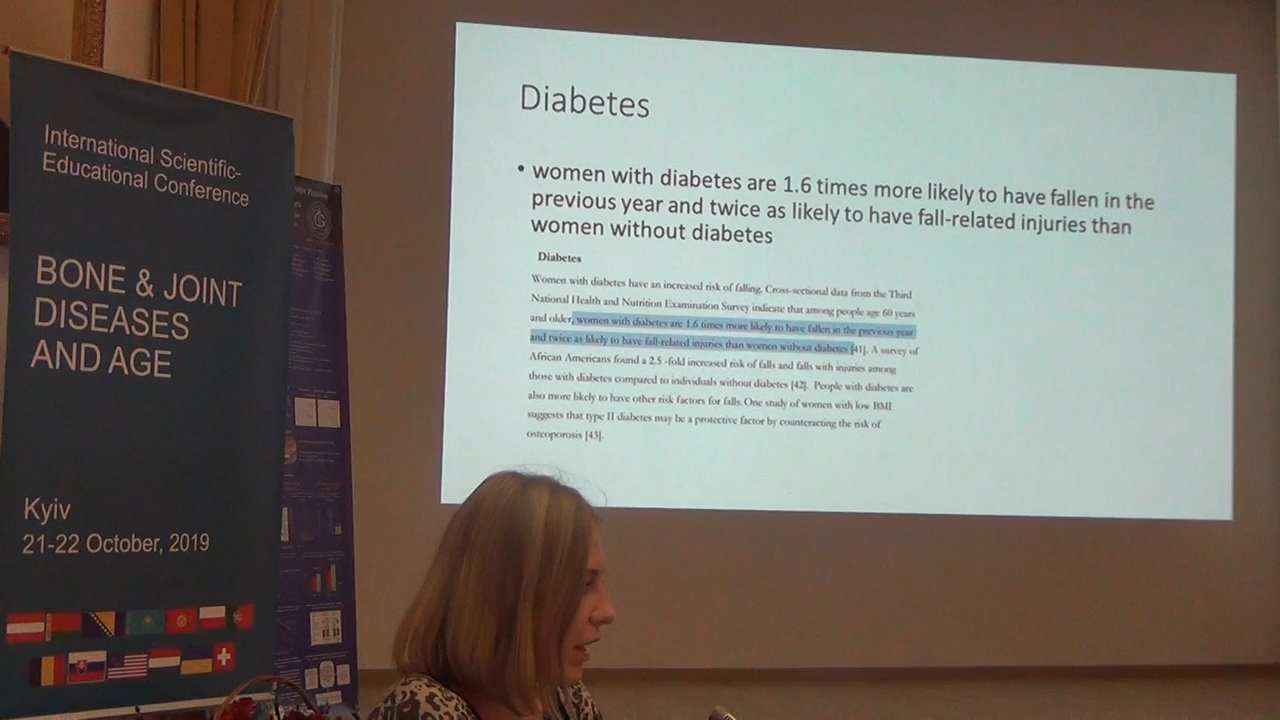 International Scientific-
Educational Conference
BONE & JOINT
DISEASES
AND AGE
Kyiv
21-22 October, 2019
Diabetes
• women with diabetes are 1.6 times more likely to have fallen in the
previous year and twice as likely to have fall-related injuries than
women without diabetes
Diabetes
Women with diabetes have an increased risk of falling. Cross-sectional data from the Third
National Health and Nutrition Examination Survey indicate that among people age 60 years
and older, women with diabetes are 1.6 times more likely to have fallen in the previous year
and twice as likely to have fall-related injuries than women without diabetes [41]. A survey of
African Americans found a 2.5 -fold increased risk of falls and falls with injuries among
those with diabetes compared to individuals without diabetes [42]. People with diabetes are
also more likely to have other risk factors for falls. One study of women with low BMI
suggests that type II diabetes may be a protective factor by counteracting the risk of
osteoporosis [43].